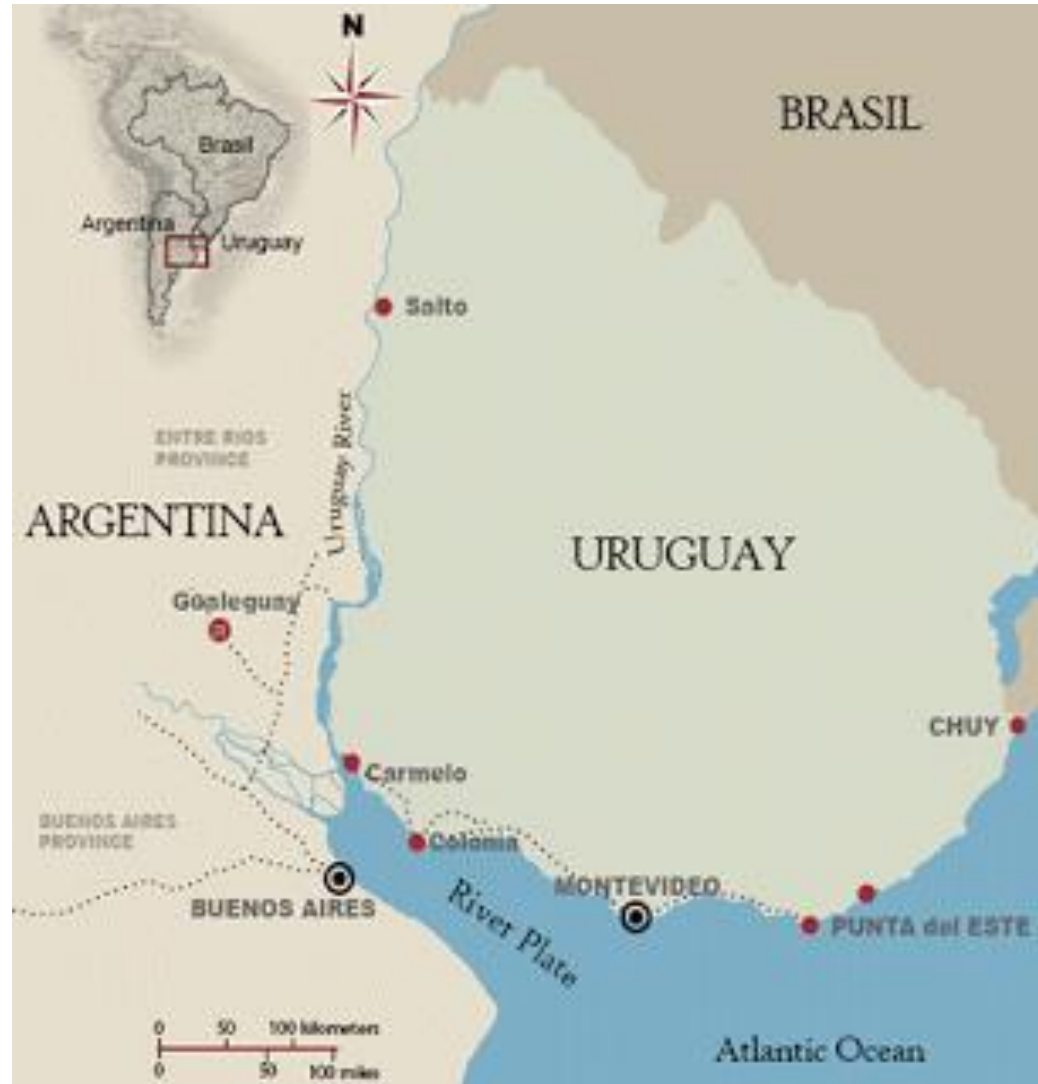 N
BRASIL
Brasil
Argentina
Uruguay
Salto
Uruguay River
ENTRE RIOS
PROVINCE
ARGENTINA
URUGUAY
Gualeguay
CHUY
Carmelo
BUENOS AIRES
PROVINCE
Colonia
MONTEVIDEO
BUENOS AIRES
River Plate
PUNTA del ESTE
0 50 100 kilometers
0 50 100 miles
Atlantic Ocean